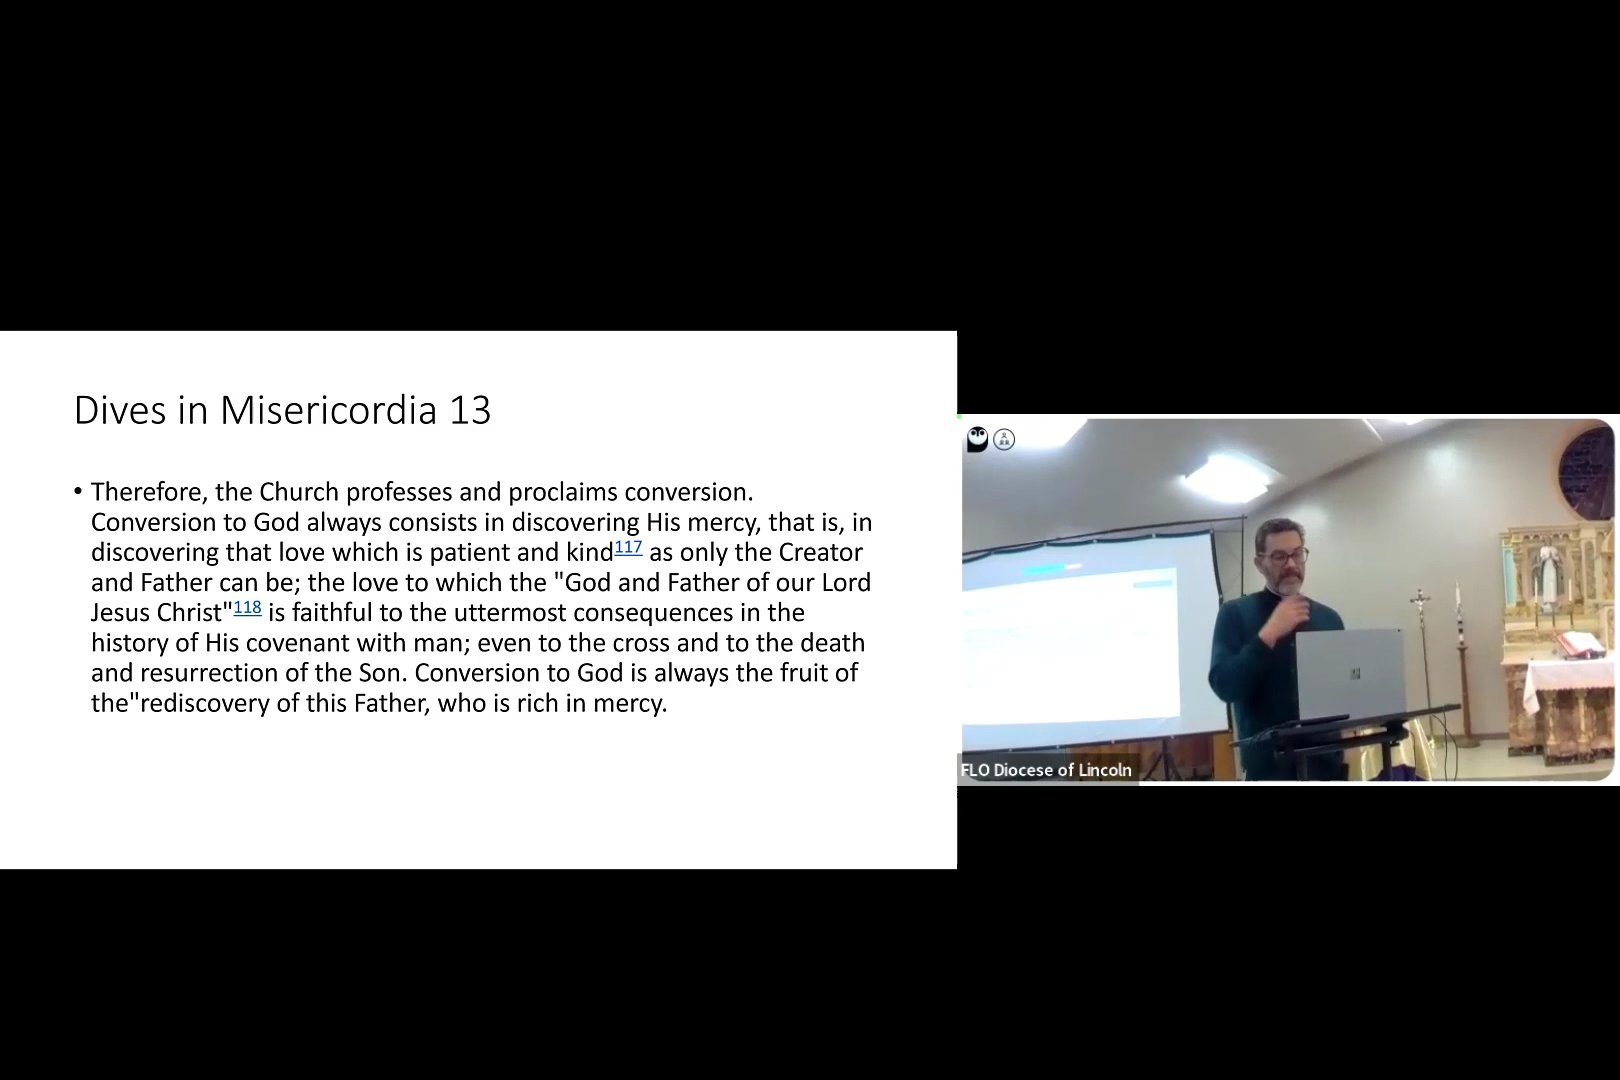 Dives in Misericordia 13
• Therefore, the Church professes and proclaims conversion.
Conversion to God always consists in discovering His mercy, that is, in
discovering that love which is patient and kind117 as only the Creator
and Father can be; the love to which the "God and Father of our Lord
Jesus Christ"118 is faithful to the uttermost consequences in the
history of His covenant with man; even to the cross and to the death
and resurrection of the Son. Conversion to God is always the fruit of
the"rediscovery of this Father, who is rich in mercy.
FLO Diocese of Lincoln